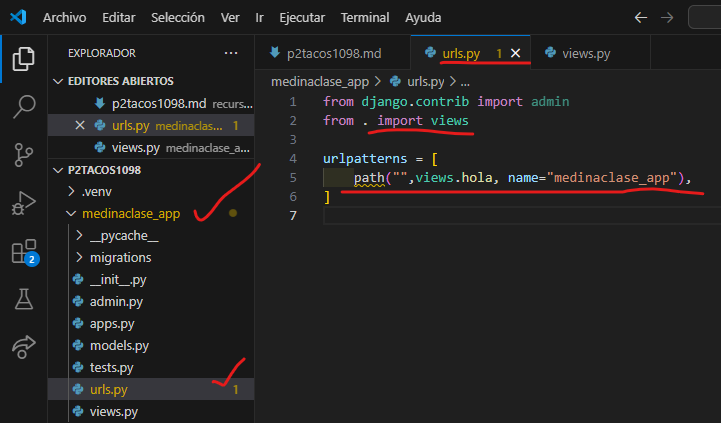 Archivo Editar Selección Ver Ir Ejecutar Terminal Ayuda
EXPLORADOR ...
EDITORES ABIERTOS
p2tacos1098.md recurs...
urls.py medinaclase_... 1
views.py medinaclase_a...
P2TACOS1098
.venv
medinaclase_app
__pycache__
migrations
__init__.py
admin.py
apps.py
models.py
tests.py
urls.py 1
views.py
2
p2tacos1098.md urls.py 1 views.py
medinaclase_app > urls.py > ...
1 from django.contrib import admin
2 from . import views
3
4 urlpatterns = [
5 path("",views.hola, name="medinaclase_app"),
6 ]
7